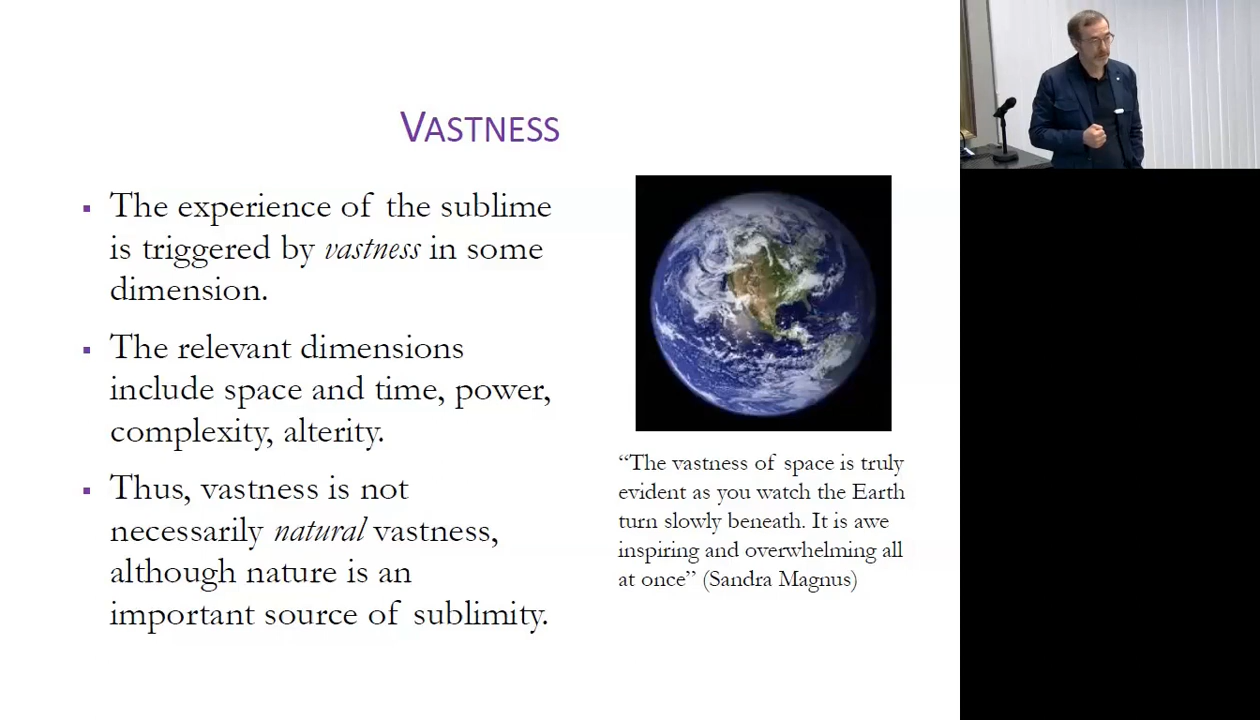 VASTNESS
The experience of the sublime
is triggered by vastness in some
dimension.
The relevant dimensions
include space and time, power,
complexity, alterity.
Thus, vastness is not
necessarily natural vastness,
although nature is an
important source of sublimity.
“The vastness of space is truly
evident as you watch the Earth
turn slowly beneath. It is awe
inspiring and overwhelming all
at once” (Sandra Magnus)